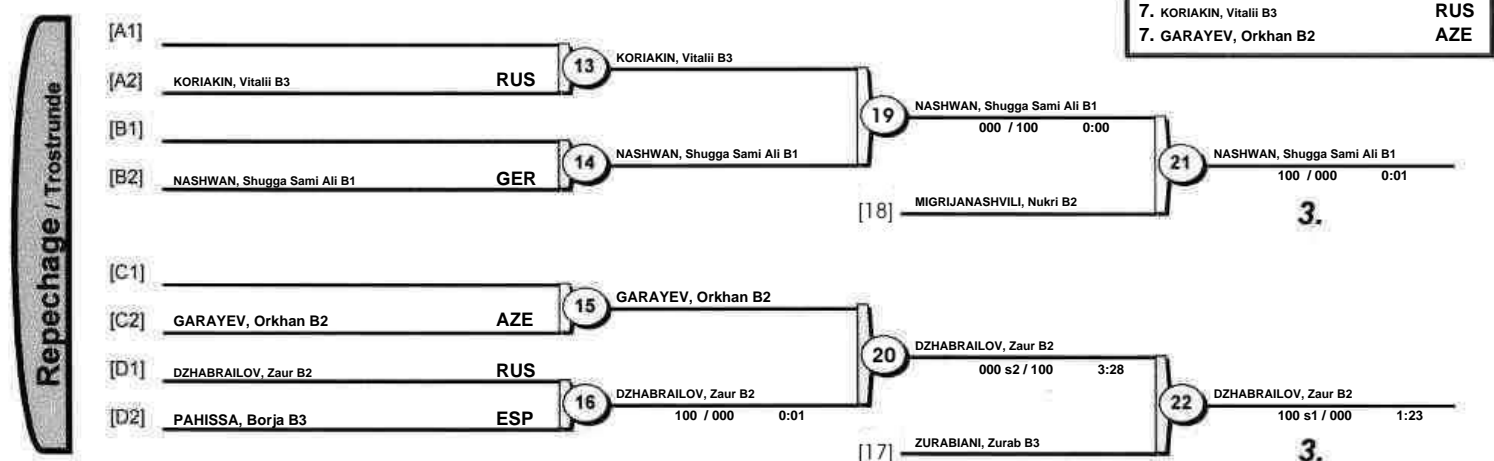 7. KORIAKIN, Vitalii B3 RUS
7. GARAYEV, Orkhan B2 AZE
Repechage / Trostrunde
[A1]
[A2] KORIAKIN, Vitalii B3 RUS
13 KORIAKIN, Vitalii B3
[B1]
[B2] NASHWAN, Shugga Sami Ali B1 GER
14 NASHWAN, Shugga Sami Ali B1
19 NASHWAN, Shugga Sami Ali B1
000 / 100 0:00
[18] MIGRIJANASHVILI, Nukri B2
21 NASHWAN, Shugga Sami Ali B1
100 / 000 0:01
3.
[C1]
[C2] GARAYEV, Orkhan B2 AZE
15 GARAYEV, Orkhan B2
[D1] DZHABRAILOV, Zaur B2 RUS
[D2] PAHISSA, Borja B3 ESP
16 DZHABRAILOV, Zaur B2
100 / 000 0:01
20 DZHABRAILOV, Zaur B2
000 s2 / 100 3:28
[17] ZURABIANI, Zurab B3
22 DZHABRAILOV, Zaur B2
100 s1 / 000 1:23
3.